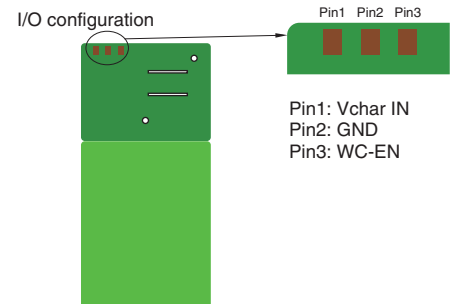 I/O configuration
Pin1 Pin2 Pin3
Pin1: Vchar IN
Pin2: GND
Pin3: WC-EN